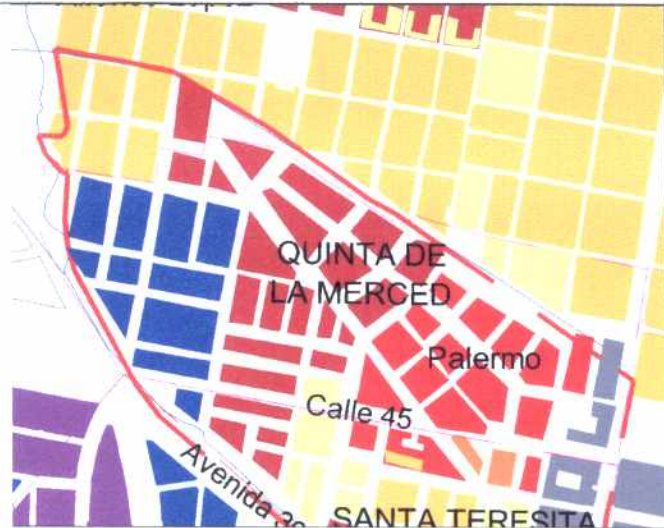 QUINTA DE
LA MERCED
Palermo
Calle 45
Avenida
SANTA TERESITA